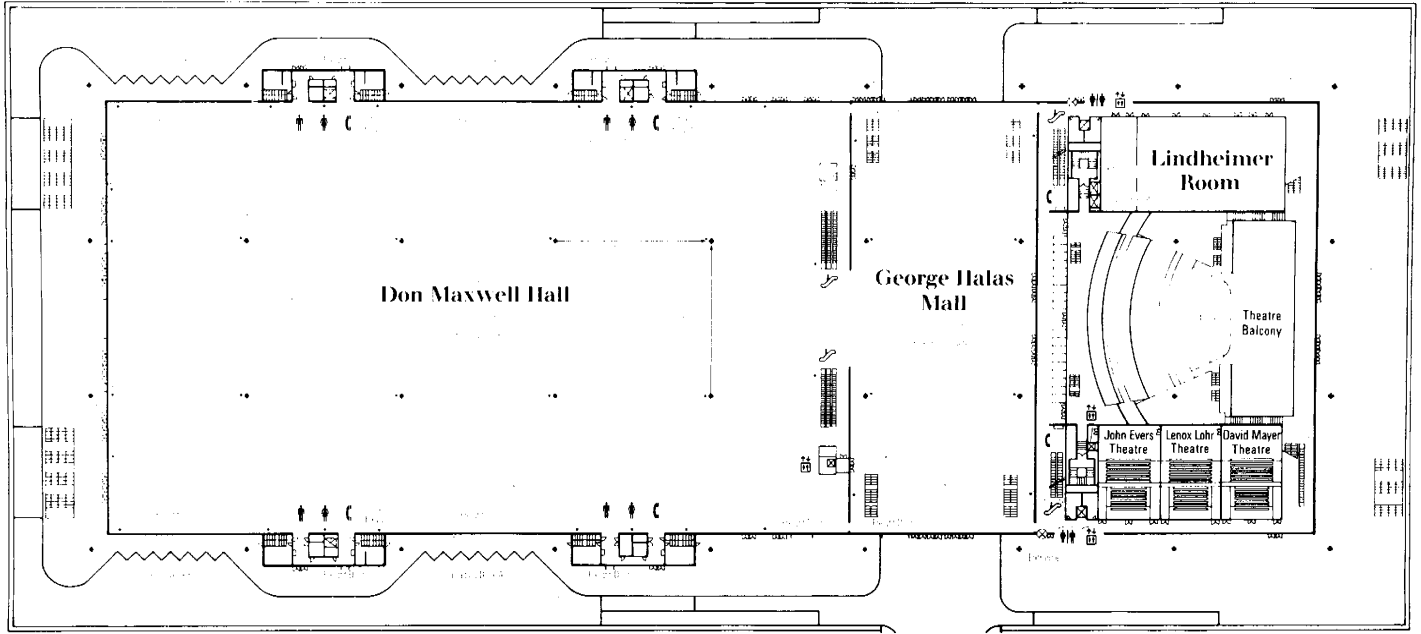 Lindheimer
Room
Don Maxwell Hall
George Halas
Mall
Theatre
Balcony
John Evers
Theatre
Lenox Lohr
Theatre
David Mayer
Theatre